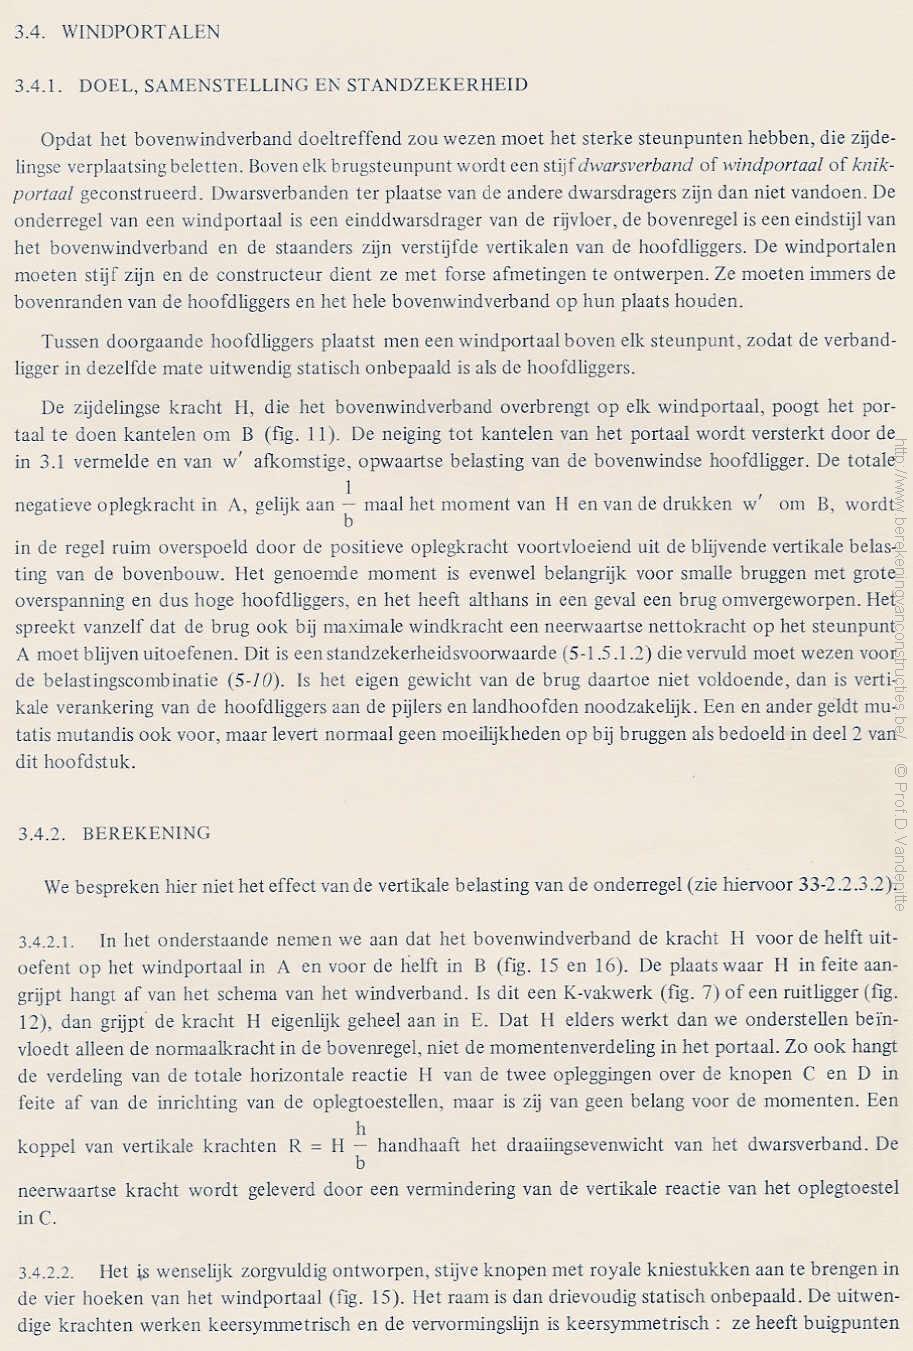 3.4. WINDPORTALEN
3.4.1. DOEL, SAMENSTELLING EN STANDZEKERHEID
Opdat het bovenwindverband doeltreffend zou wezen moet het sterke steunpunten hebben, die zijde-
lingse verplaatsing beletten. Boven elk brugsteunpunt wordt een stijf dwarsverband of windportaal of knik-
portaal geconstrueerd. Dwarsverbanden ter plaatse van de andere dwarsdragers zijn dan niet vandoen. De
onderregel van een windportaal is een einddwarsdrager van de rijvloer, de bovenregel is een eindstijl van
het bovenwindverband en de staanders zijn verstijfde vertikalen van de hoofdliggers. De windportalen
moeten stijf zijn en de constructeur dient ze met forse afmetingen te ontwerpen. Ze moeten immers de
bovenranden van de hoofdliggers en het hele bovenwindverband op hun plaats houden.
Tussen doorgaande hoofdliggers plaatst men een windportaal boven elk steunpunt, zodat de verband-
ligger in dezelfde mate uitwendig statisch onbepaald is als de hoofdliggers.
De zijdelingse kracht H, die het bovenwindverband overbrengt op elk windportaal, poogt het por-
taal te doen kantelen om B (fig. 11). De neiging tot kantelen van het portaal wordt versterkt door de
in 3.1 vermelde en van w′ afkomstige, opwaartse belasting van de bovenwindse hoofdligger. De totale
negatieve oplegkracht in A, gelijk aan l/b maal het moment van H en van de drukken w′ om B, wordt
in de regel ruim overspoeld door de positieve oplegkracht voortvloeiend uit de blijvende vertikale belas-
ting van de bovenbouw. Het genoemde moment is evenwel belangrijk voor smalle bruggen met grote
overspanning en dus hoge hoofdliggers, en het heeft althans in een geval een brug omvergeworpen. Het
spreekt vanzelf dat de brug ook bij maximale windkracht een neerwaartse nettokracht op het steunpunt
A moet blijven uitoefenen. Dit is een standzekerheidsvoorwaarde (5-1.5.1.2) die vervuld moet wezen voor
de belastingscombinatie (5-10). Is het eigen gewicht van de brug daartoe niet voldoende, dan is verti-
kale verankering van de hoofdliggers aan de pijlers en landhoofden noodzakelijk. Een en ander geldt mu-
tatis mutandis ook voor, maar levert normaal geen moeilijkheden op bij bruggen als bedoeld in deel 2 van
dit hoofdstuk.
3.4.2. BEREKENING
We bespreken hier niet het effect van de vertikale belasting van de onderregel (zie hiervoor 33-2.2.3.2).
3.4.2.1. In het onderstaande nemen we aan dat het bovenwindverband de kracht H voor de helft uit-
oefent op het windportaal in A en voor de helft in B (fig. 15 en 16). De plaats waar H in feite aan-
grijpt hangt af van het schema van het windverband. Is dit een K-vakwerk (fig. 7) of een ruitligger (fig.
12), dan grijpt de kracht H eigenlijk geheel aan in E. Dat H elders werkt dan we onderstellen beïn-
vloedt alleen de normaalkracht in de bovenregel, niet de momentenverdeling in het portaal. Zo ook hangt
de verdeling van de totale horizontale reactie H van de twee opleggingen over de knopen C en D in
feite af van de inrichting van de oplegtoestellen, maar is zij van geen belang voor de momenten. Een
koppel van vertikale krachten R = H h/b handhaaft het draaiingsevenwicht van het dwarsverband. De
neerwaartse kracht wordt geleverd door een vermindering van de vertikale reactie van het oplegtoestel
in C.
3.4.2.2. Het is wenselijk zorgvuldig ontworpen, stijve knopen met royale kniestukken aan te brengen in
de vier hoeken van het windportaal (fig. 15). Het raam is dan drievoudig statisch onbepaald. De uitwen-
dige krachten werken keersymmetrisch en de vervormingslijn is keersymmetrisch : ze heeft buigpunten
http://www.berekeningvanconstructies.be/ © Prof D Vandepitte